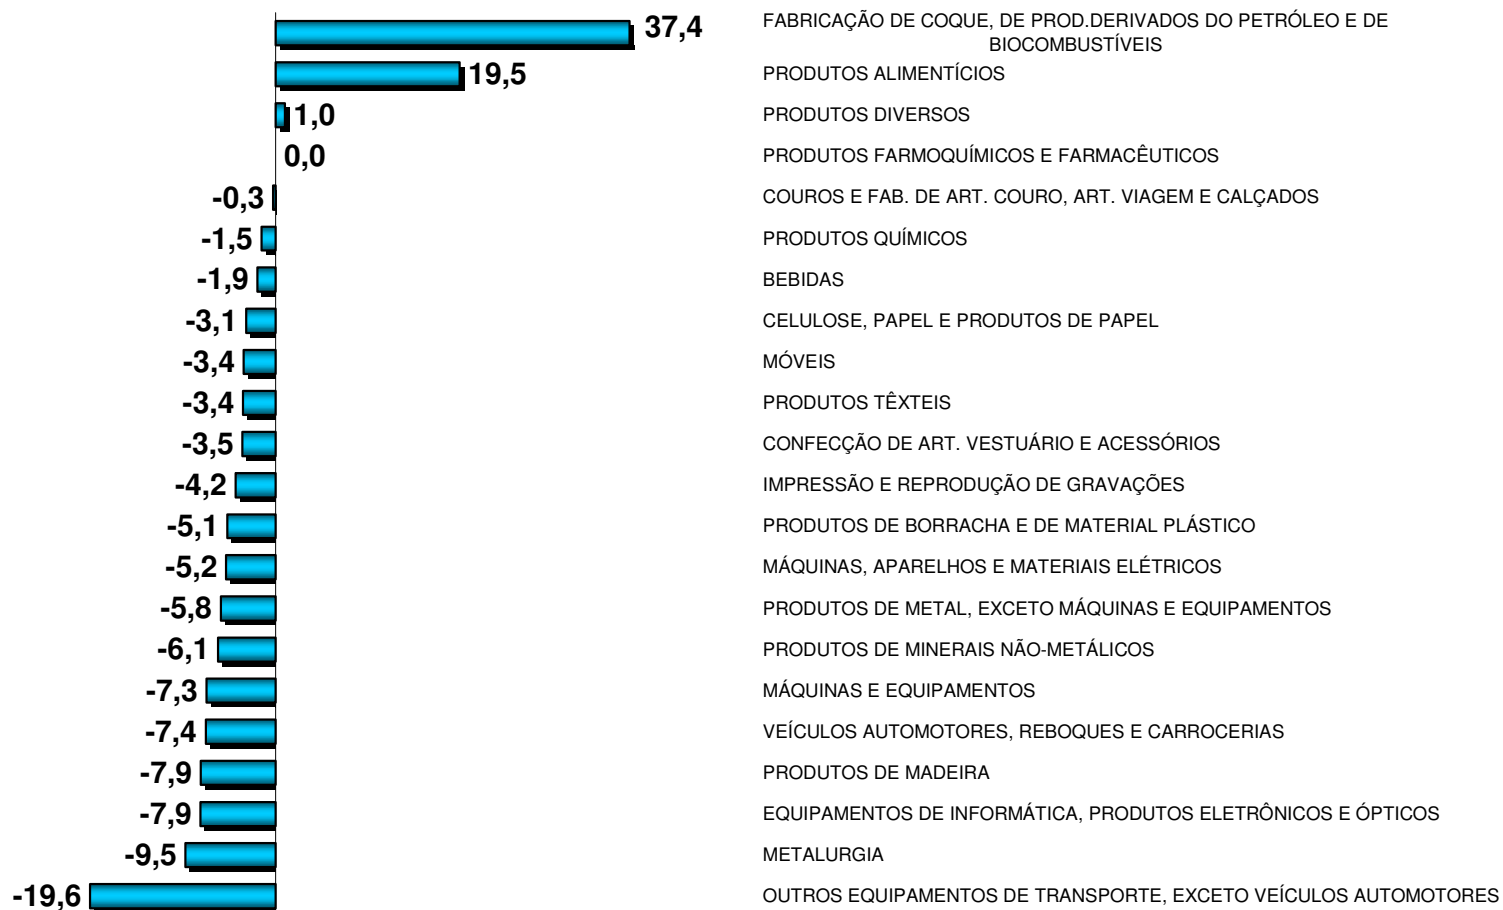 37,4 FABRICAÇÃO DE COQUE, DE PROD.DERIVADOS DO PETRÓLEO E DE
BIOCOMBUSTÍVEIS
19,5 PRODUTOS ALIMENTÍCIOS
1,0 PRODUTOS DIVERSOS
0,0 PRODUTOS FARMOQUÍMICOS E FARMACÊUTICOS
-0,3 COUROS E FAB. DE ART. COURO, ART. VIAGEM E CALÇADOS
-1,5 PRODUTOS QUÍMICOS
-1,9 BEBIDAS
-3,1 CELULOSE, PAPEL E PRODUTOS DE PAPEL
-3,4 MÓVEIS
-3,4 PRODUTOS TÊXTEIS
-3,5 CONFECÇÃO DE ART. VESTUÁRIO E ACESSÓRIOS
-4,2 IMPRESSÃO E REPRODUÇÃO DE GRAVAÇÕES
-5,1 PRODUTOS DE BORRACHA E DE MATERIAL PLÁSTICO
-5,2 MÁQUINAS, APARELHOS E MATERIAIS ELÉTRICOS
-5,8 PRODUTOS DE METAL, EXCETO MÁQUINAS E EQUIPAMENTOS
-6,1 PRODUTOS DE MINERAIS NÃO-METÁLICOS
-7,3 MÁQUINAS E EQUIPAMENTOS
-7,4 VEÍCULOS AUTOMOTORES, REBOQUES E CARROCERIAS
-7,9 PRODUTOS DE MADEIRA
-7,9 EQUIPAMENTOS DE INFORMÁTICA, PRODUTOS ELETRÔNICOS E ÓPTICOS
-9,5 METALURGIA
-19,6 OUTROS EQUIPAMENTOS DE TRANSPORTE, EXCETO VEÍCULOS AUTOMOTORES